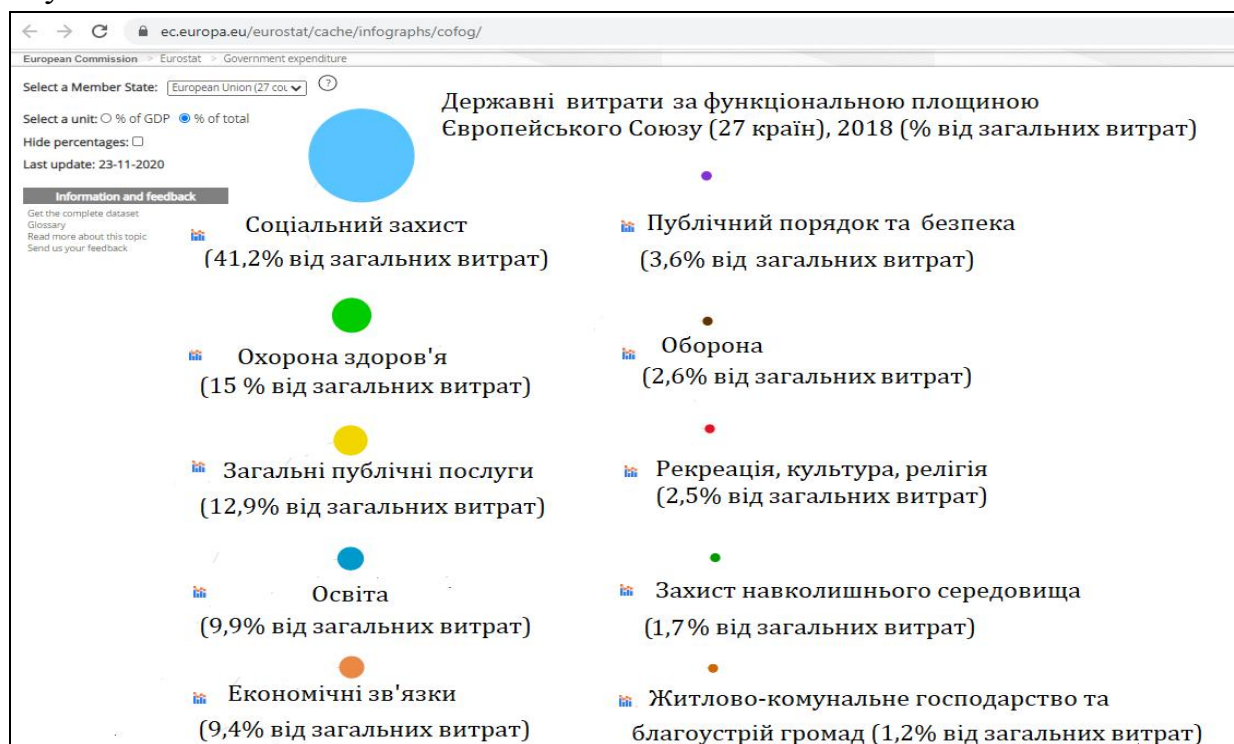 ec.europa.eu/eurostat/cache/infographs/cofog/
European Commission > Eurostat > Government expenditure
Select a Member State: European Union (27 cou ?
Select a unit: % of GDP % of total
Hide percentages:
Last update: 23-11-2020
Information and feedback
Get the complete dataset
Glossary
Read more about this topic
Send us your feedback
Державні витрати за функціональною площиною
Європейського Союзу (27 країн), 2018 (% від загальних витрат)
Соціальний захист
(41,2% від загальних витрат)
Публічний порядок та безпека
(3,6% від загальних витрат)
Охорона здоров'я
(15 % від загальних витрат)
Оборона
(2,6% від загальних витрат)
Загальні публічні послуги
(12,9% від загальних витрат)
Рекреація, культура, релігія
(2,5% від загальних витрат)
Освіта
(9,9% від загальних витрат)
Захист навколишнього середовища
(1,7% від загальних витрат)
Економічні зв'язки
(9,4% від загальних витрат)
Житлово-комунальне господарство та
благоустрій громад (1,2% від загальних витрат)